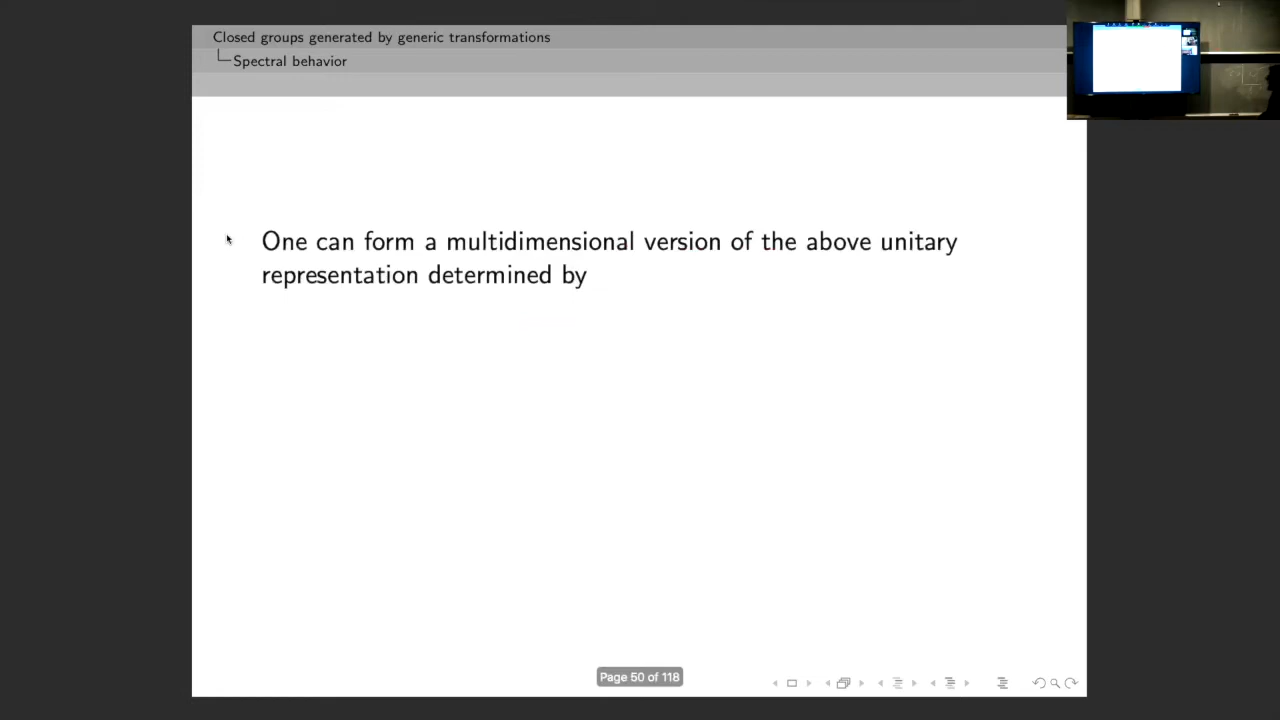 Closed groups generated by generic transformations
Spectral behavior
One can form a multidimensional version of the above unitary
representation determined by
Page 50 of 118